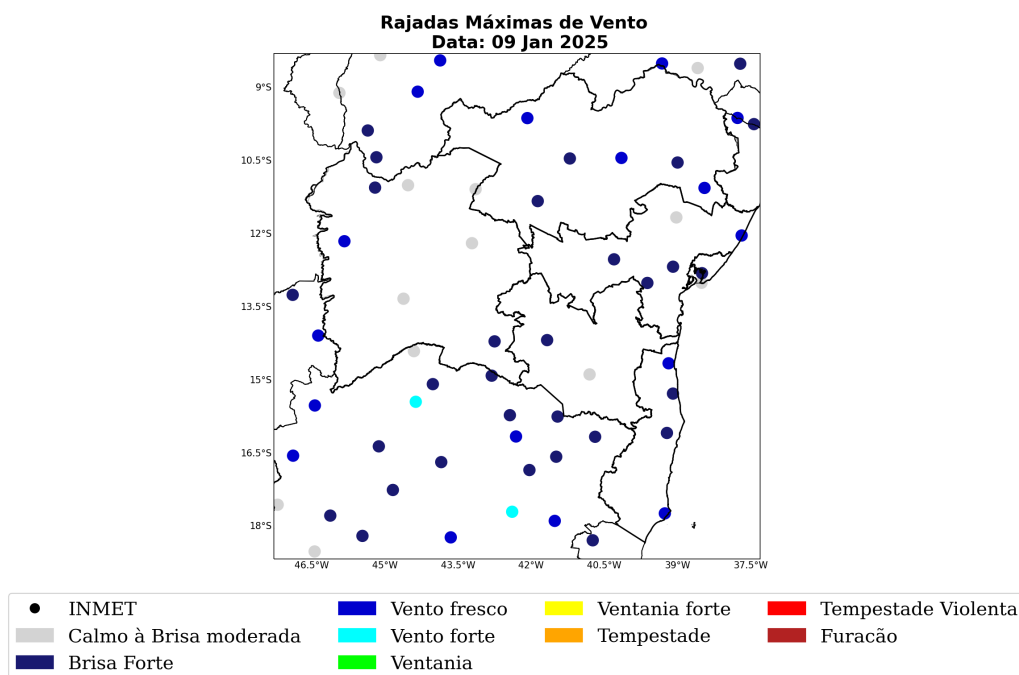 Rajadas Máximas de Vento
Data: 09 Jan 2025
9°S
10.5°S
12°S
13.5°S
15°S
16.5°S
18°S
46.5°W 45°W 43.5°W 42°W 40.5°W 39°W 37.5°W
INMET
Calmo à Brisa moderada
Brisa Forte
Vento fresco
Vento forte
Ventania
Ventania forte
Tempestade
Tempestade Violenta
Furacão